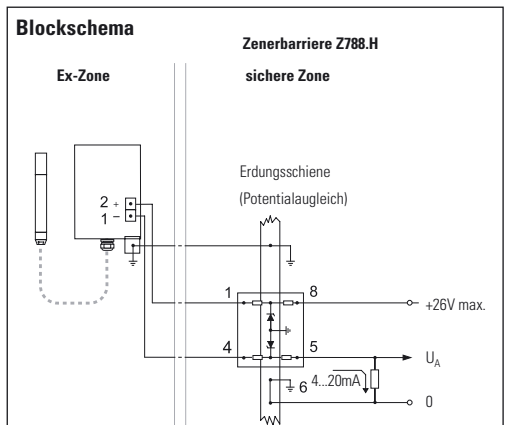 Blockschema
Zenerbarriere Z788.H
Ex-Zone
sichere Zone
Erdungsschiene
(Potentialaugleich)
2 +
1 −
1
8
+26V max.
4
5
U_A
6
4...20mA
0